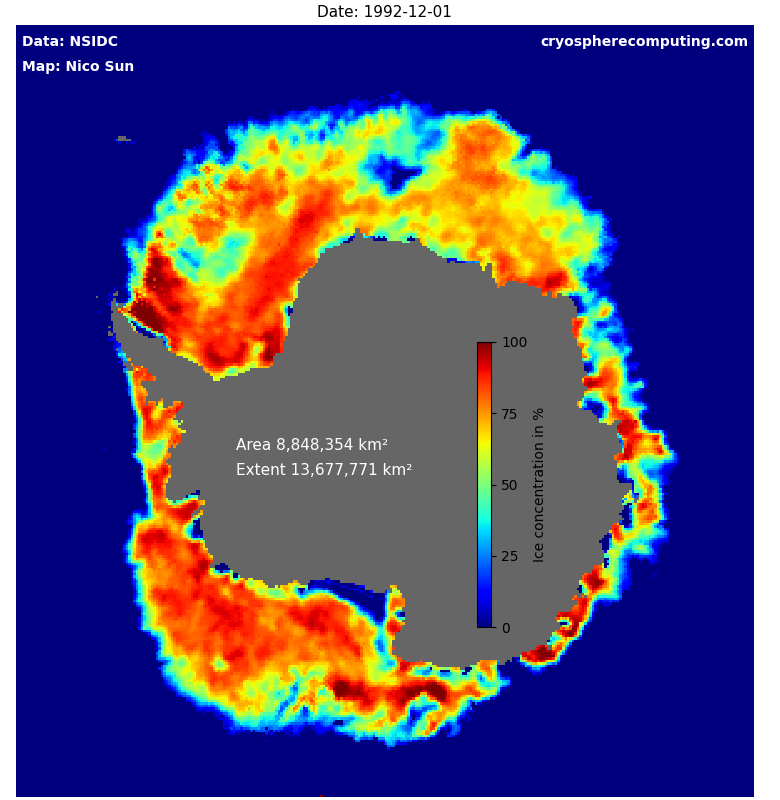 Date: 1992-12-01
Data: NSIDC
cryospherecomputing.com
Map: Nico Sun
100
75
50
25
0
Ice concentration in %
Area 8,848,354 km²
Extent 13,677,771 km²